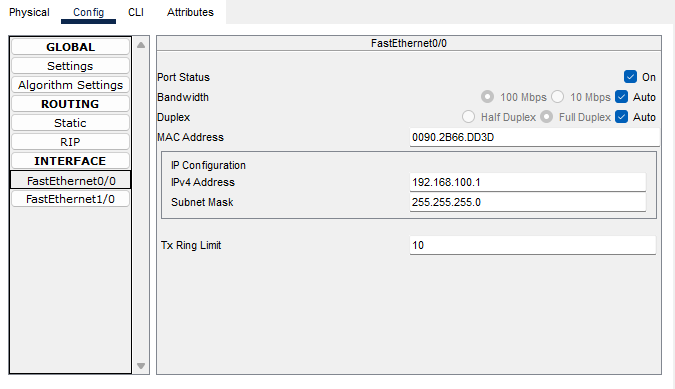 Physical Config CLI Attributes
GLOBAL
Settings
Algorithm Settings
ROUTING
Static
RIP
INTERFACE
FastEthernet0/0
FastEthernet1/0
FastEthernet0/0
Port Status On
Bandwidth 100 Mbps 10 Mbps Auto
Duplex Half Duplex Full Duplex Auto
MAC Address 0090.2B66.DD3D
IP Configuration
IPv4 Address 192.168.100.1
Subnet Mask 255.255.255.0
Tx Ring Limit 10